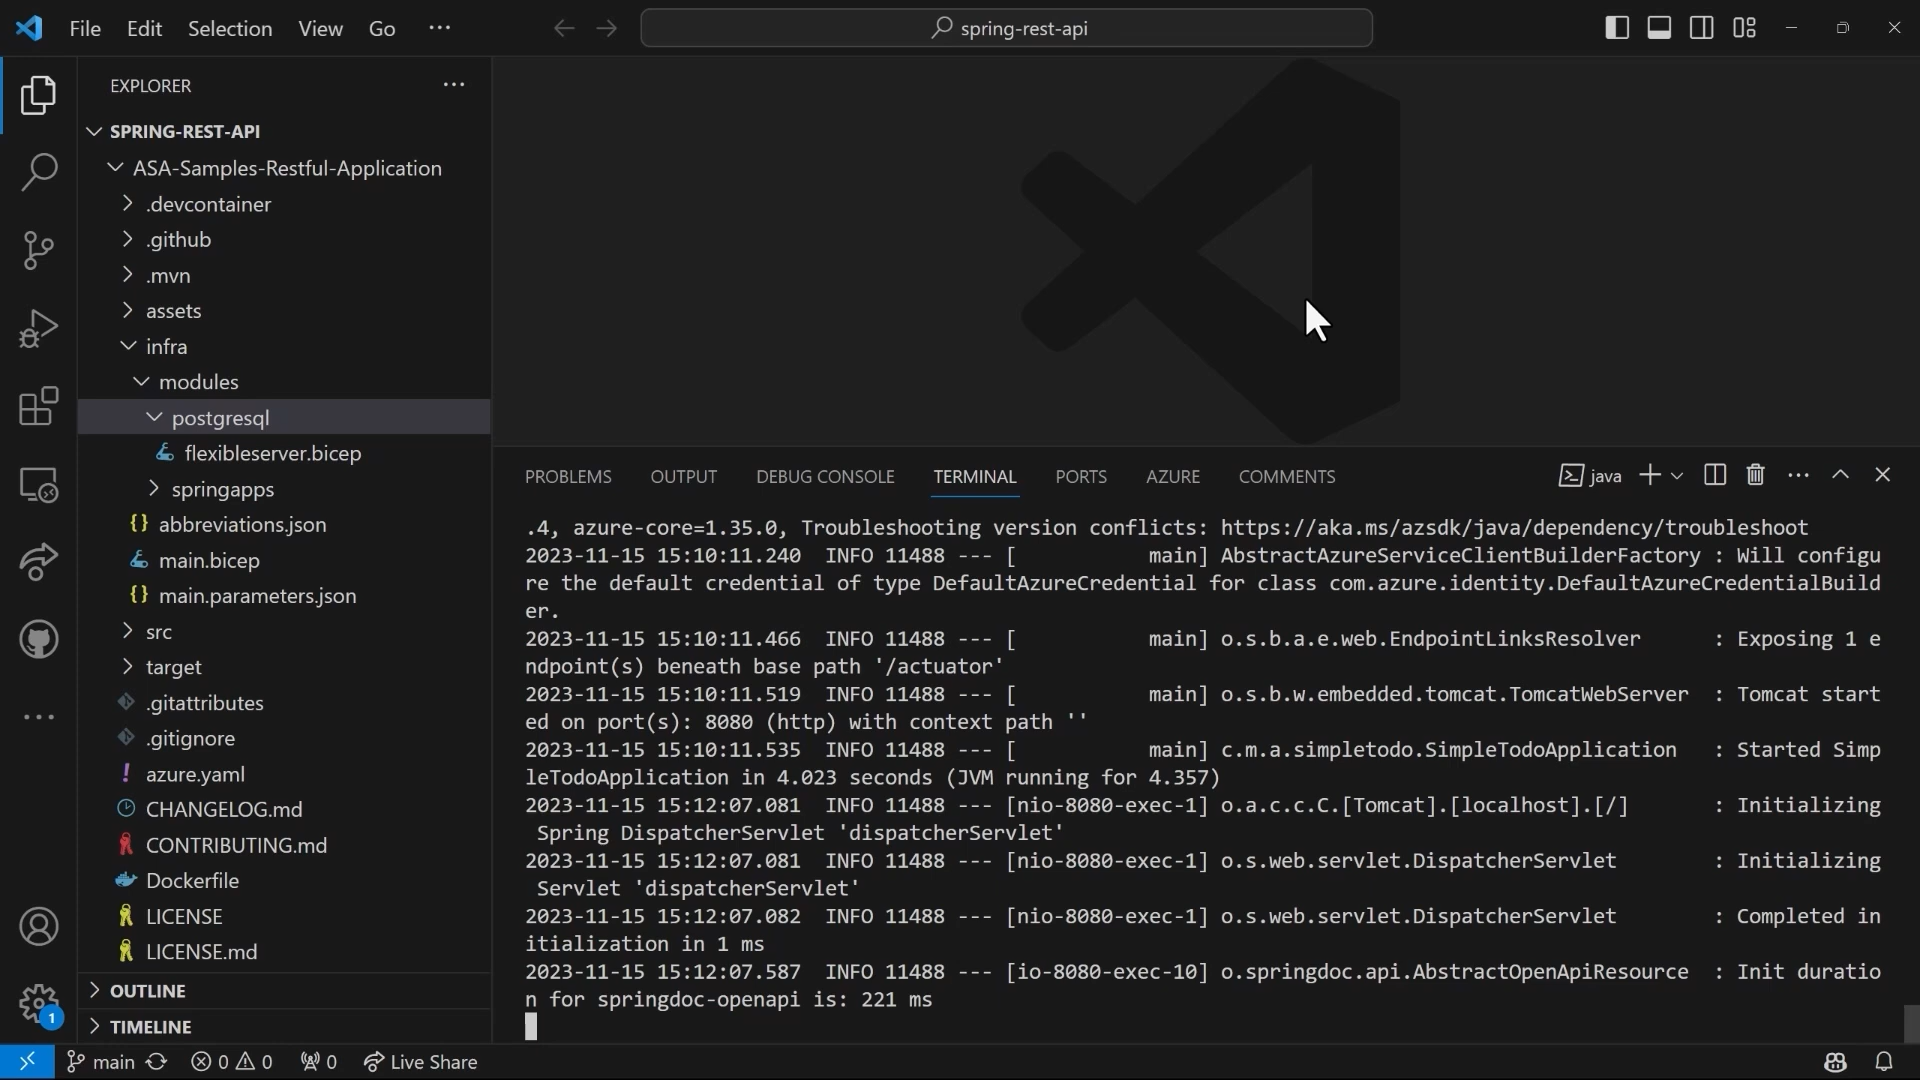 File Edit Selection View Go ··· spring-rest-api
EXPLORER
SPRING-REST-API
ASA-Samples-Restful-Application
.devcontainer
.github
.mvn
assets
infra
modules
postgresql
flexibleserver.bicep
springapps
{} abbreviations.json
main.bicep
{} main.parameters.json
src
target
.gitattributes
.gitignore
! azure.yaml
CHANGELOG.md
CONTRIBUTING.md
Dockerfile
LICENSE
LICENSE.md
OUTLINE
TIMELINE
1
PROBLEMS OUTPUT DEBUG CONSOLE TERMINAL PORTS AZURE COMMENTS java
.4, azure-core=1.35.0, Troubleshooting version conflicts: https://aka.ms/azsdk/java/dependency/troubleshoot
2023-11-15 15:10:11.240  INFO 11488 --- [           main] AbstractAzureServiceClientBuilderFactory : Will configu
re the default credential of type DefaultAzureCredential for class com.azure.identity.DefaultAzureCredentialBuild
er.
2023-11-15 15:10:11.466  INFO 11488 --- [           main] o.s.b.a.e.web.EndpointLinksResolver      : Exposing 1 e
ndpoint(s) beneath base path '/actuator'
2023-11-15 15:10:11.519  INFO 11488 --- [           main] o.s.b.w.embedded.tomcat.TomcatWebServer  : Tomcat start
ed on port(s): 8080 (http) with context path ''
2023-11-15 15:10:11.535  INFO 11488 --- [           main] c.m.a.simpletodo.SimpleTodoApplication   : Started Simp
leTodoApplication in 4.023 seconds (JVM running for 4.357)
2023-11-15 15:12:07.081  INFO 11488 --- [nio-8080-exec-1] o.a.c.c.C.[Tomcat].[localhost].[/]       : Initializing
 Spring DispatcherServlet 'dispatcherServlet'
2023-11-15 15:12:07.081  INFO 11488 --- [nio-8080-exec-1] o.s.web.servlet.DispatcherServlet        : Initializing
 Servlet 'dispatcherServlet'
2023-11-15 15:12:07.082  INFO 11488 --- [nio-8080-exec-1] o.s.web.servlet.DispatcherServlet        : Completed in
itialization in 1 ms
2023-11-15 15:12:07.587  INFO 11488 --- [io-8080-exec-10] o.springdoc.api.AbstractOpenApiResource  : Init duratio
n for springdoc-openapi is: 221 ms
main 0 0 0 Live Share